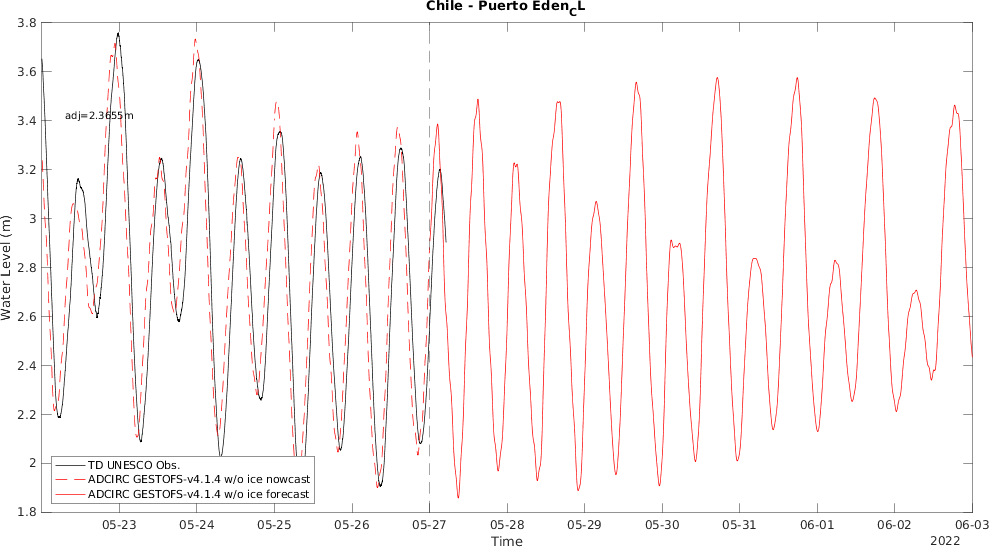 Chile - Puerto Eden_CL
3.8
3.6
3.4
3.2
3
2.8
2.6
2.4
2.2
2
1.8
Water Level (m)
adj=2.3655m
TD UNESCO Obs.
ADCIRC GESTOFS-v4.1.4 w/o ice nowcast
ADCIRC GESTOFS-v4.1.4 w/o ice forecast
05-23 05-24 05-25 05-26 05-27 05-28 05-29 05-30 05-31 06-01 06-02 06-03
Time
2022